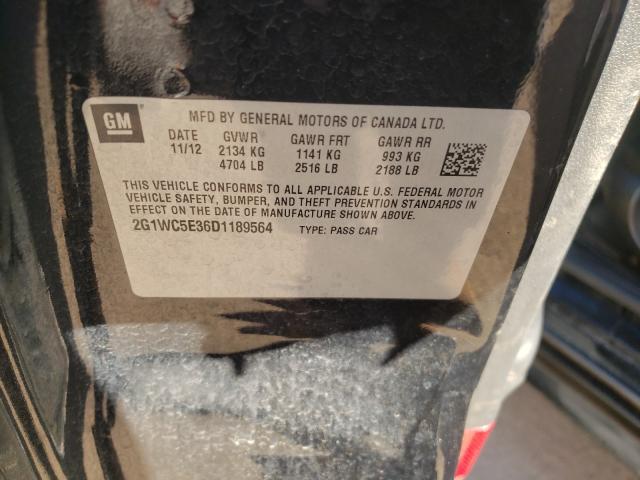 GM
MFD BY GENERAL MOTORS OF CANADA LTD.
DATE GVWR GAWR FRT GAWR RR
11/12 2134 KG 1141 KG 993 KG
4704 LB 2516 LB 2188 LB
THIS VEHICLE CONFORMS TO ALL APPLICABLE U.S. FEDERAL MOTOR
VEHICLE SAFETY, BUMPER, AND THEFT PREVENTION STANDARDS IN
EFFECT ON THE DATE OF MANUFACTURE SHOWN ABOVE.
2G1WC5E36D1189564 TYPE: PASS CAR